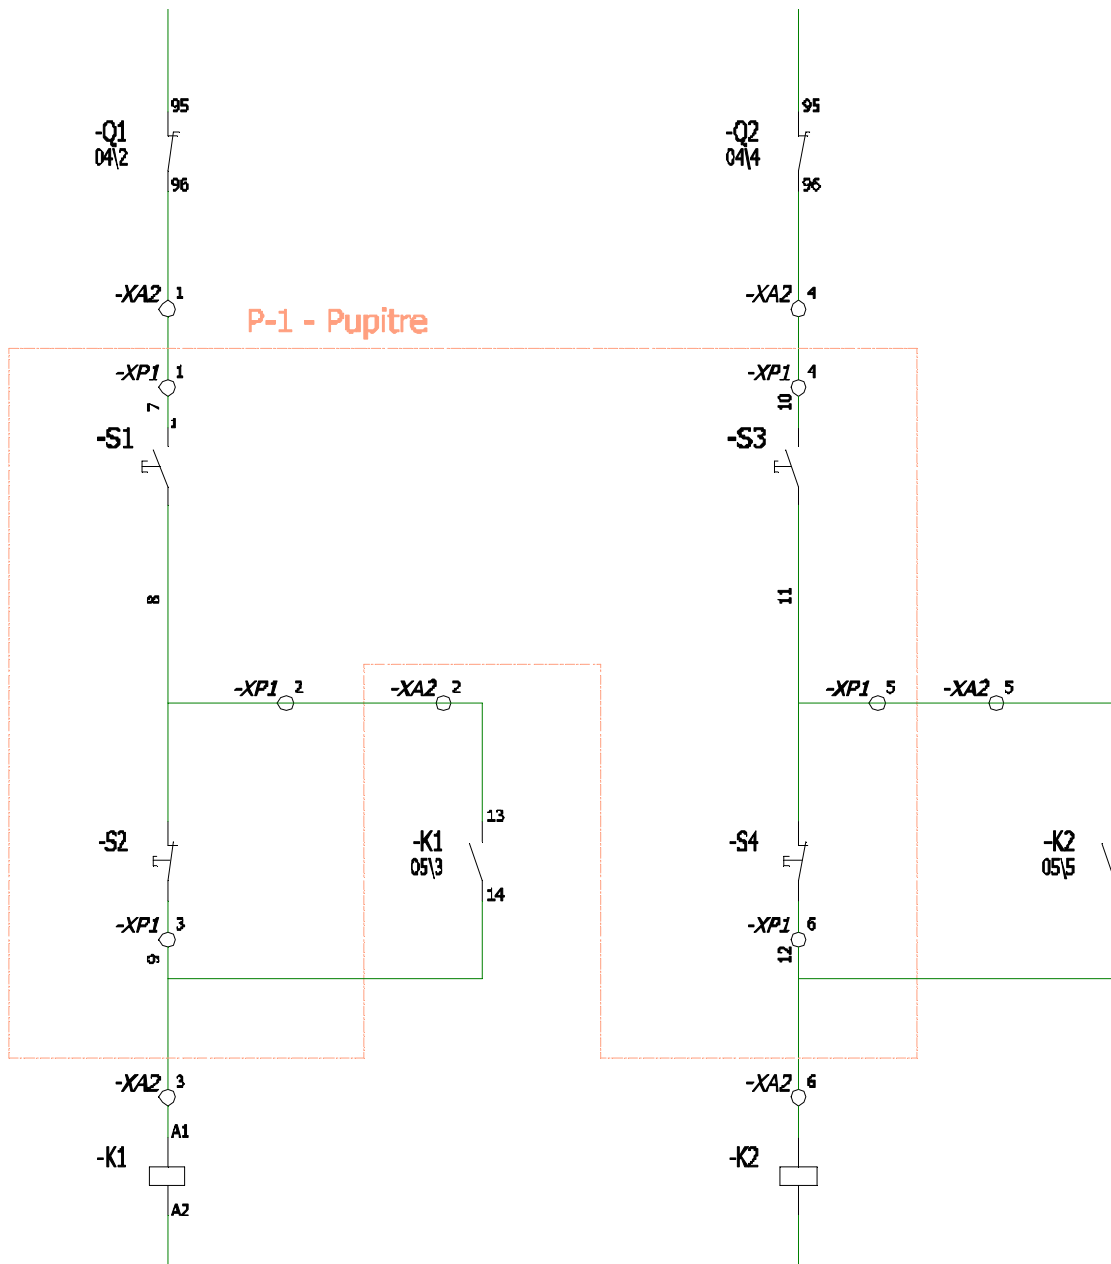 95
-Q1
04\2
96
95
-Q2
04\4
96
-XA2 1
-XA2 4
P-1 - Pupitre
-XP1 1
7
1
-S1
-XP1 4
10
-S3
8
11
-XP1 2
-XA2 2
-XP1 5
-XA2 5
13
-S2
-K1
05\3
14
-S4
-K2
05\5
-XP1 3
9
-XP1 6
12
-XA2 3
-XA2 6
A1
-K1
A2
-K2